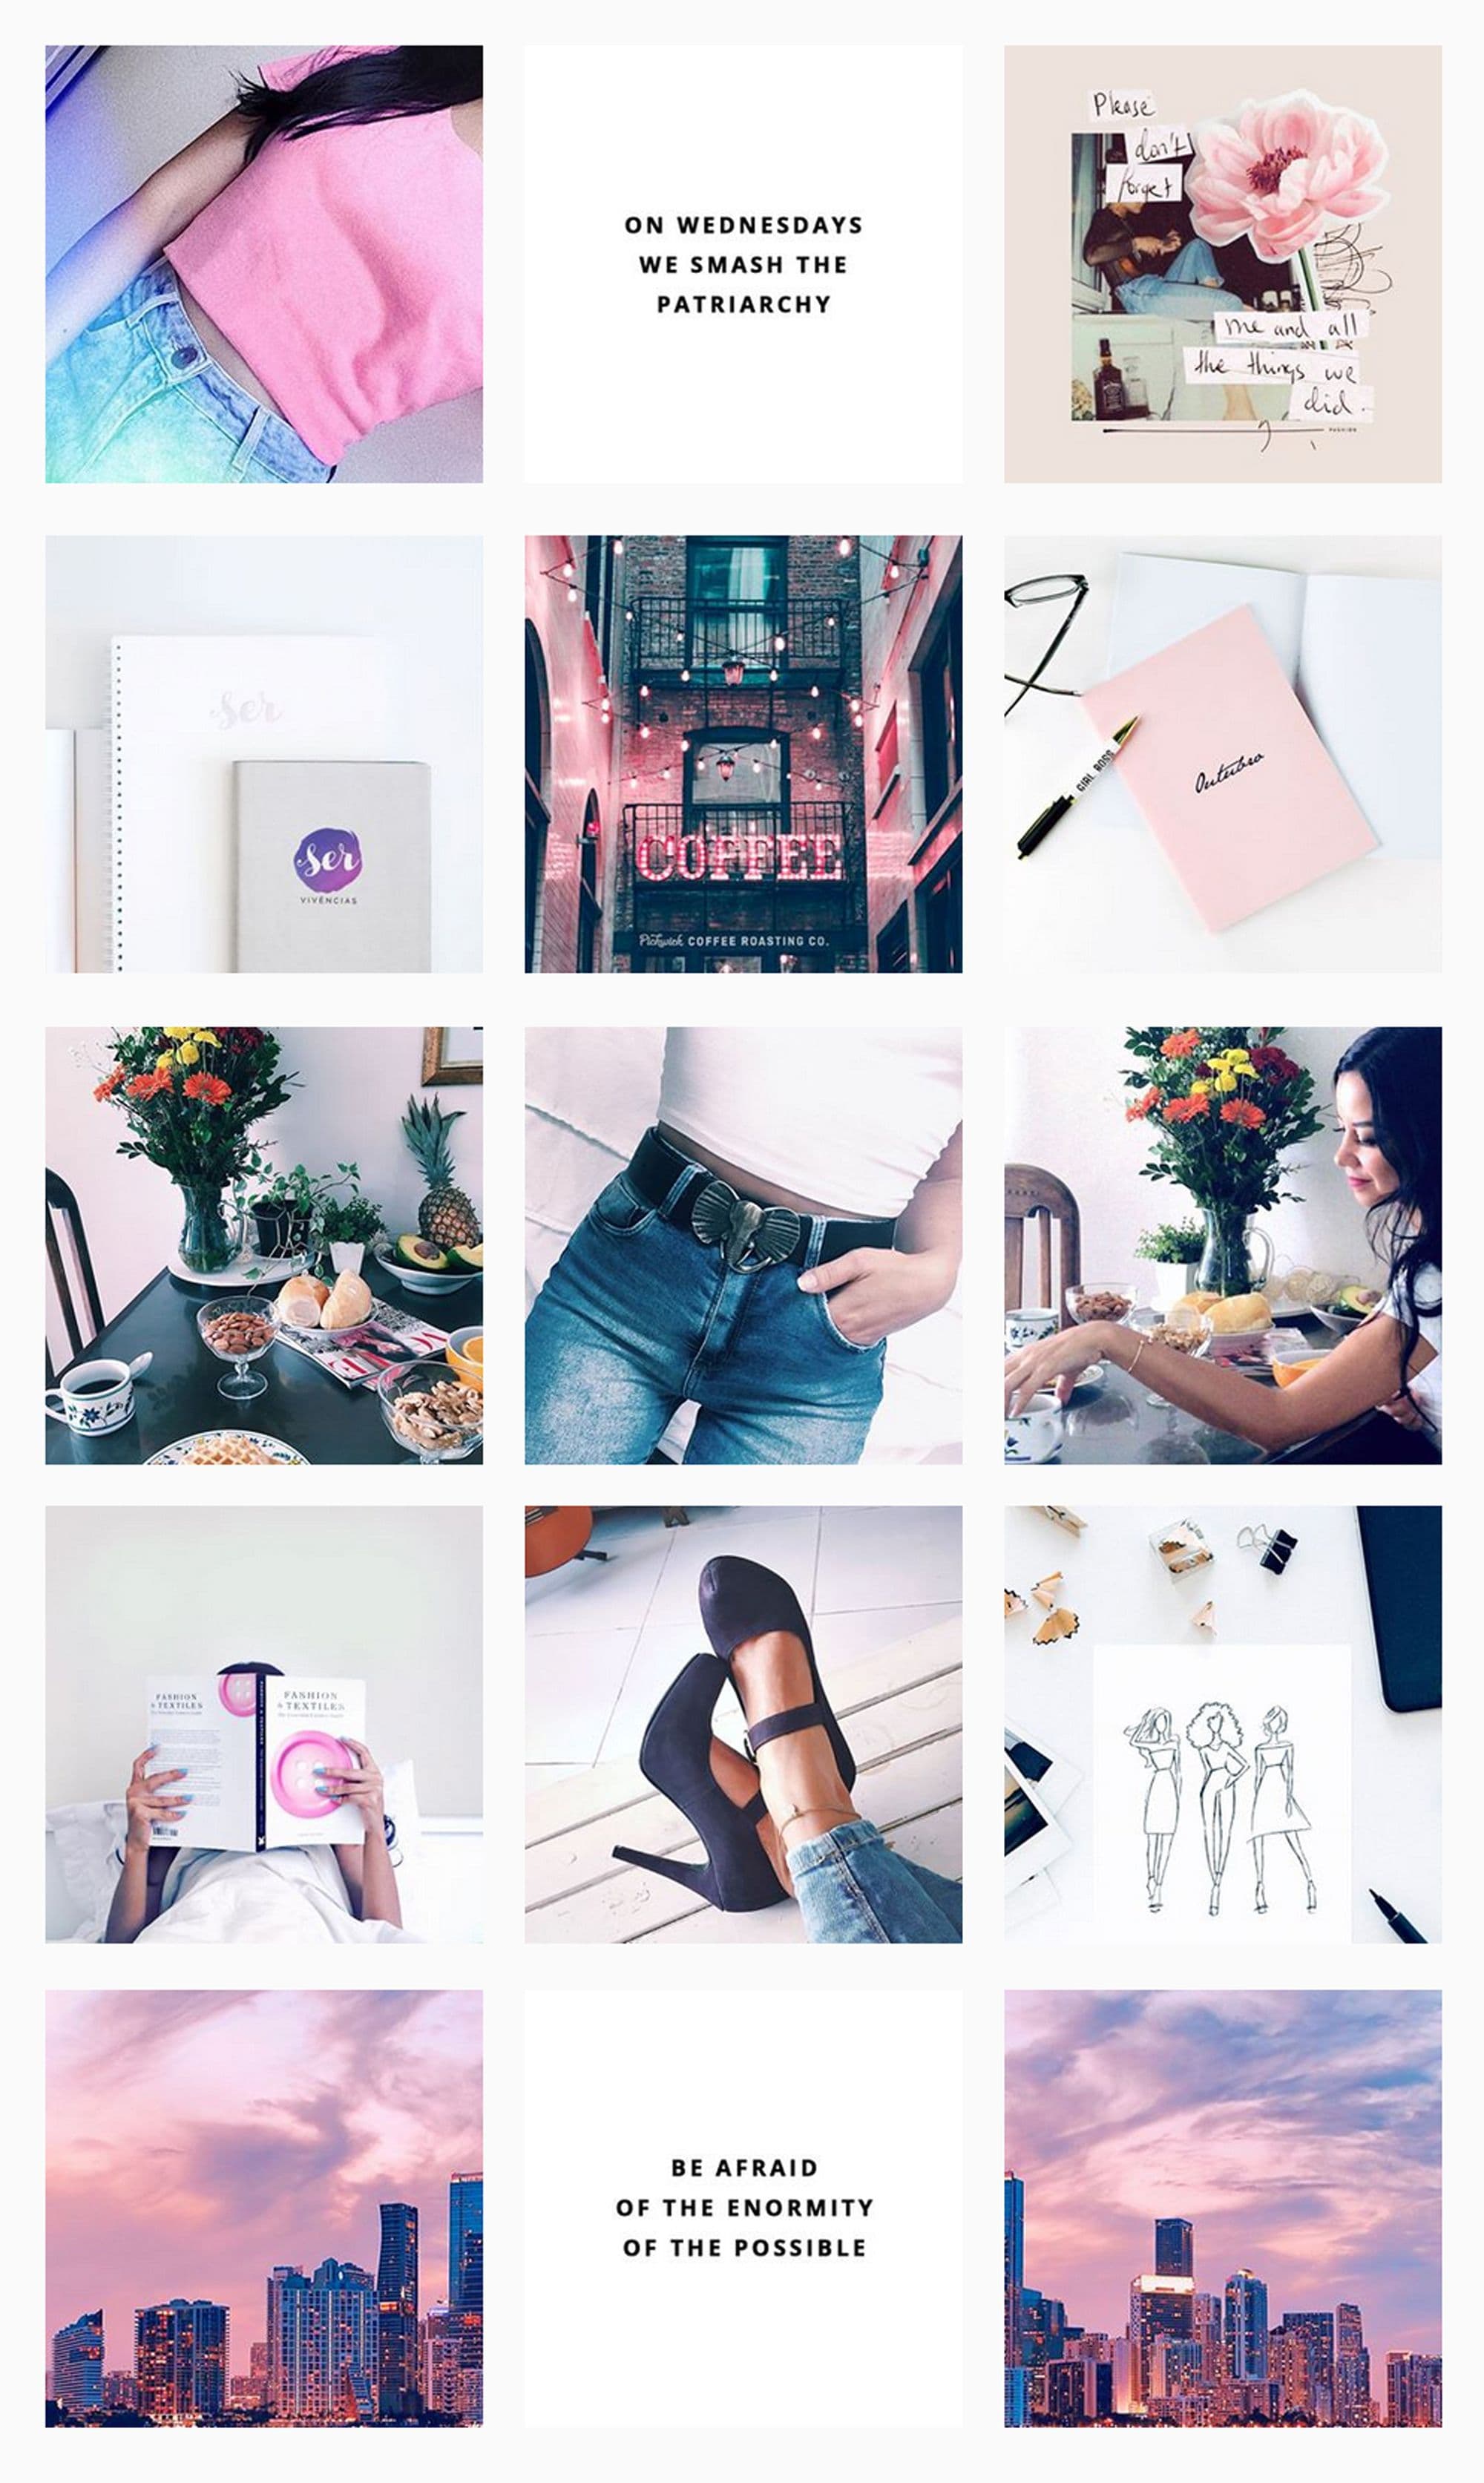 ON WEDNESDAYS
WE SMASH THE
PATRIARCHY
Please
don't
forget
me and all
the things we
did.
FASHION
ser
ser
VIVÊNCIAS
COFFEE
Pickwick COFFEE ROASTING CO.
GIRL BOSS
Outubro
FASHION
& TEXTILES
FASHION
& TEXTILES
BE AFRAID
OF THE ENORMITY
OF THE POSSIBLE